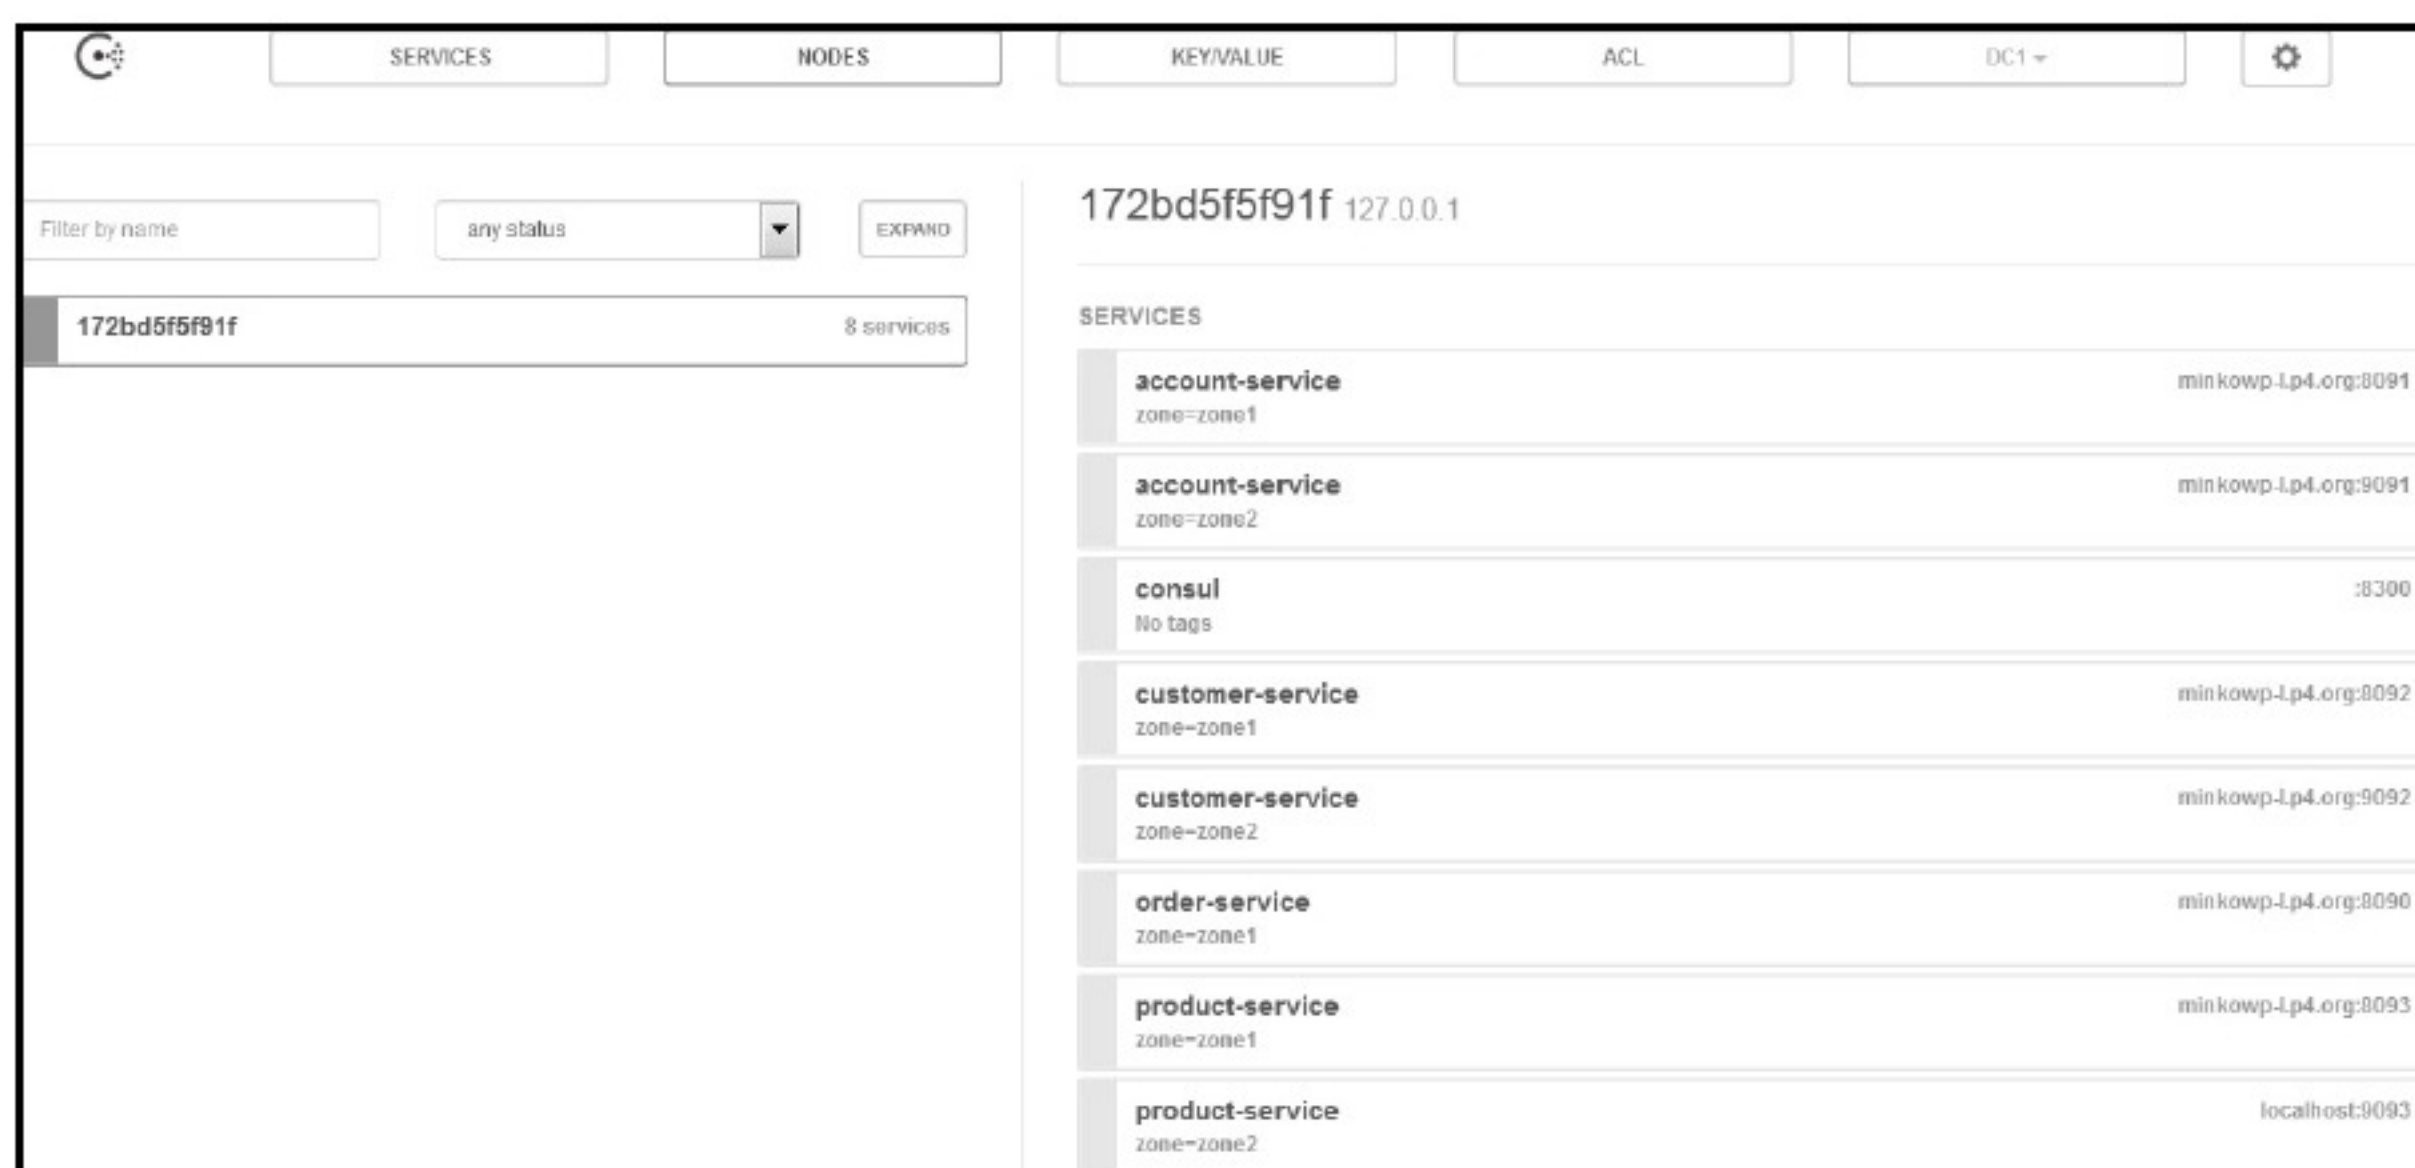 SERVICES NODES KEY/VALUE ACL DC1
Filter by name any status EXPAND
172bd5f5f91f 8 services
172bd5f5f91f 127.0.0.1
SERVICES
account-service minkowp-l.p4.org:8091
zone=zone1
account-service minkowp-l.p4.org:9091
zone=zone2
consul :8300
No tags
customer-service minkowp-l.p4.org:8092
zone=zone1
customer-service minkowp-l.p4.org:9092
zone=zone2
order-service minkowp-l.p4.org:8090
zone=zone1
product-service minkowp-l.p4.org:8093
zone=zone1
product-service localhost:9093
zone=zone2